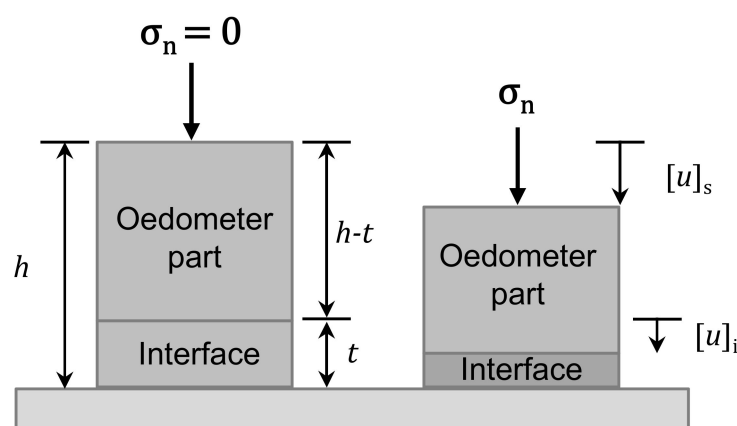 σₙ = 0
σₙ
h
Oedometer
part
h-t
[u]ₛ
Oedometer
part
Interface
t
[u]ᵢ
Interface